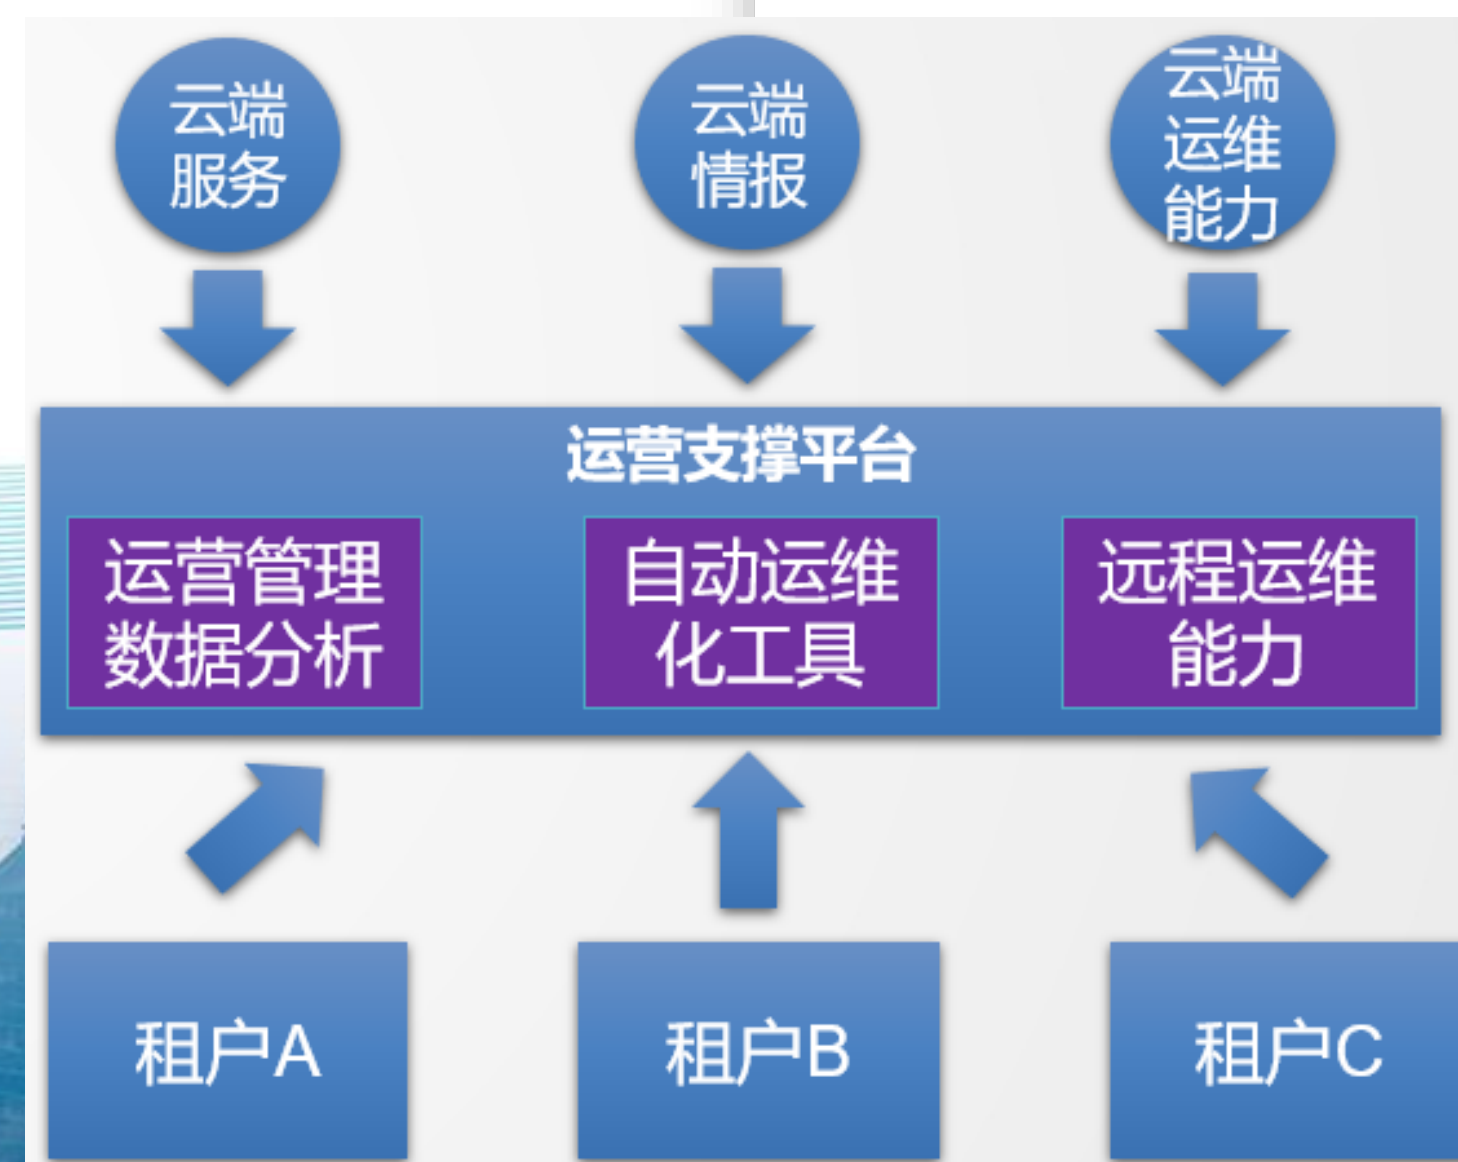 云端
服务
云端
情报
云端
运维
能力
运营支撑平台
运营管理
数据分析
自动运维
化工具
远程运维
能力
租户A
租户B
租户C